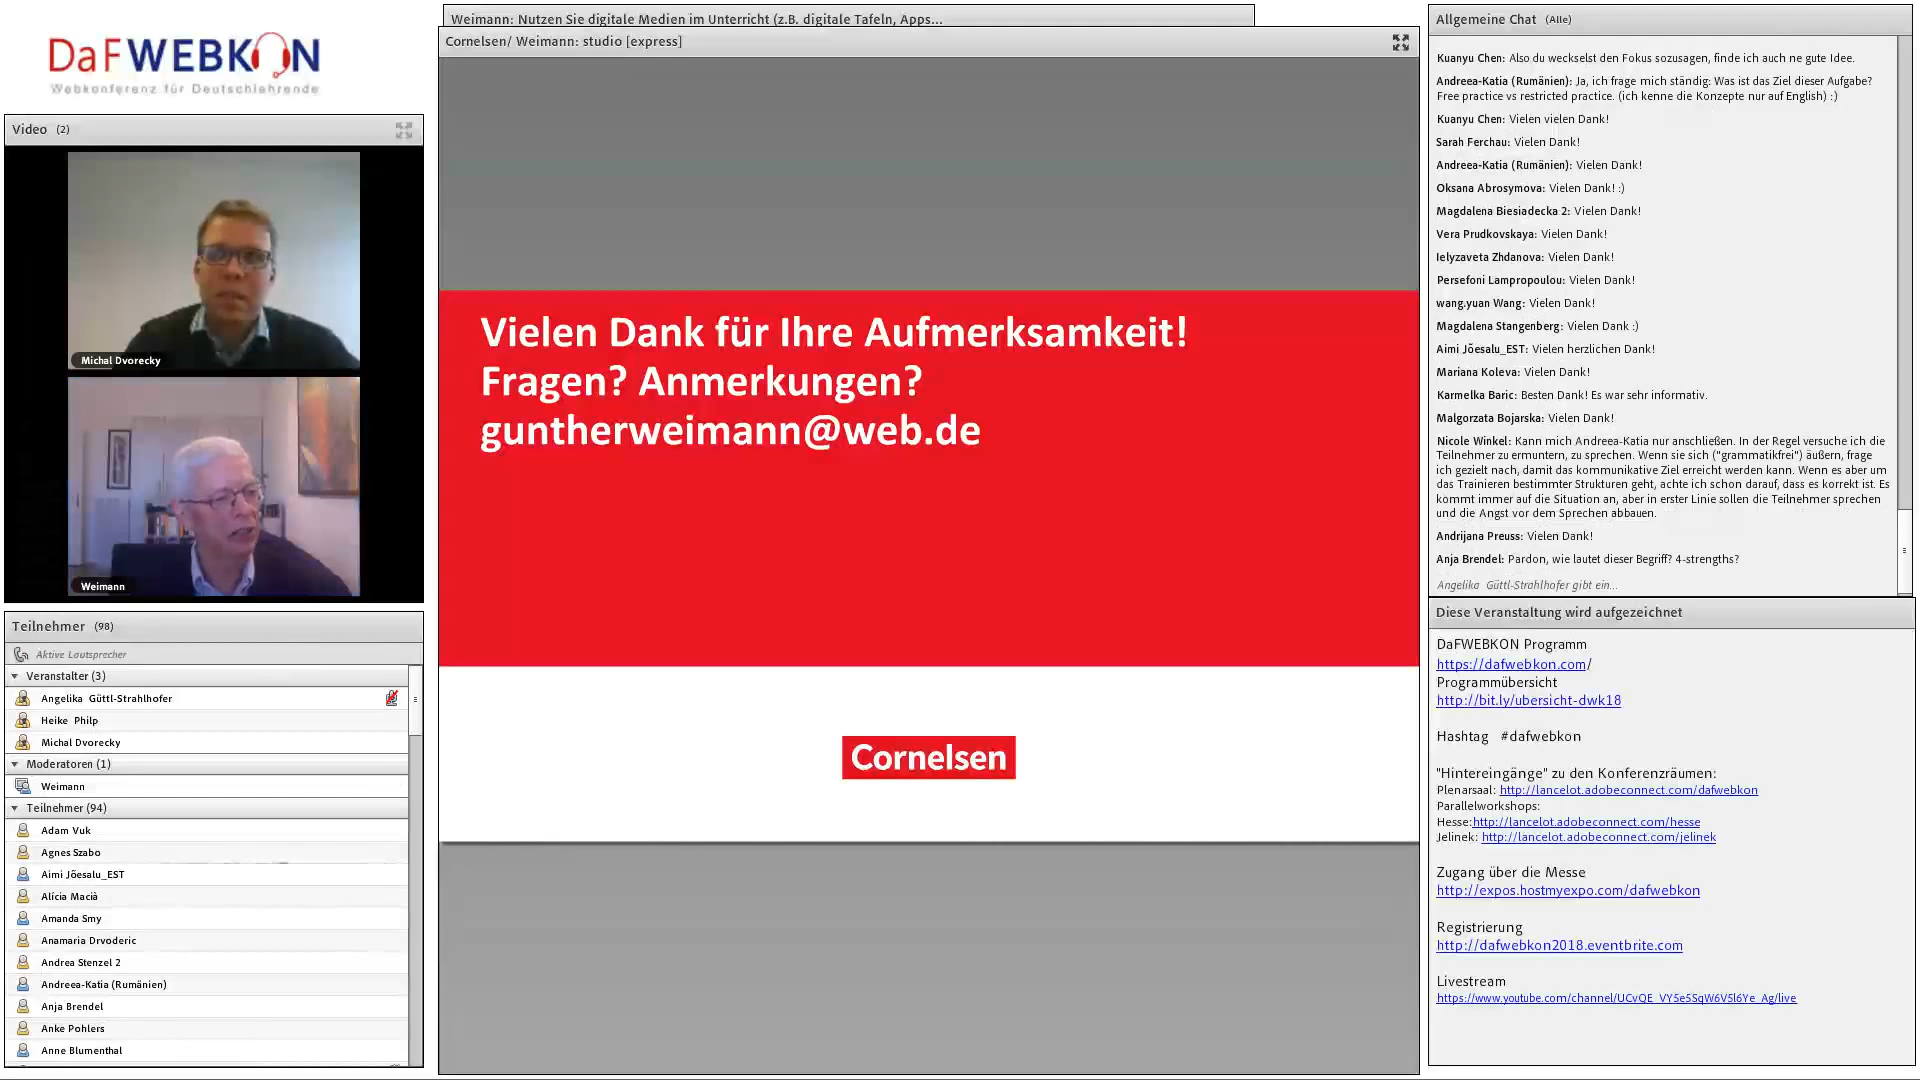 DaFWEBKON
Webkonferenz für Deutschlehrende
Video (2)
Michal Dvorecky
Weimann
Teilnehmer (98)
Aktive Lautsprecher
Veranstalter (3)
Angelika Güttl-Strahlhofer
Heike Philp
Michal Dvorecky
Moderatoren (1)
Weimann
Teilnehmer (94)
Adam Vuk
Agnes Szabo
Aimi Jõesalu_EST
Alícia Macià
Amanda Smy
Anamaria Drvoderic
Andrea Stenzel 2
Andreea-Katia (Rumänien)
Anja Brendel
Anke Pohlers
Anne Blumenthal
Weimann: Nutzen Sie digitale Medien im Unterricht (z.B. digitale Tafeln, Apps...
Cornelsen/ Weimann: studio [express]
Vielen Dank für Ihre Aufmerksamkeit!
Fragen? Anmerkungen?
guntherweimann@web.de
Cornelsen
Allgemeine Chat (Alle)
Kuanyu Chen: Also du weckselst den Fokus sozusagen, finde ich auch ne gute Idee.
Andreea-Katia (Rumänien): Ja, ich frage mich ständig: Was ist das Ziel dieser Aufgabe?
Free practice vs restricted practice. (ich kenne die Konzepte nur auf English) :)
Kuanyu Chen: Vielen vielen Dank!
Sarah Ferchau: Vielen Dank!
Andreea-Katia (Rumänien): Vielen Dank!
Oksana Abrosymova: Vielen Dank! :)
Magdalena Biesiadecka 2: Vielen Dank!
Vera Prudkovskaya: Vielen Dank!
Ielyzaveta Zhdanova: Vielen Dank!
Persefoni Lampropoulou: Vielen Dank!
wang.yuan Wang: Vielen Dank!
Magdalena Stangenberg: Vielen Dank :)
Aimi Jõesalu_EST: Vielen herzlichen Dank!
Mariana Koleva: Vielen Dank!
Karmelka Baric: Besten Dank! Es war sehr informativ.
Malgorzata Bojarska: Vielen Dank!
Nicole Winkel: Kann mich Andreea-Katia nur anschließen. In der Regel versuche ich die
Teilnehmer zu ermuntern, zu sprechen. Wenn sie sich ("grammatikfrei") äußern, frage
ich gezielt nach, damit das kommunikative Ziel erreicht werden kann. Wenn es aber um
das Trainieren bestimmter Strukturen geht, achte ich schon darauf, dass es korrekt ist. Es
kommt immer auf die Situation an, aber in erster Linie sollen die Teilnehmer sprechen
und die Angst vor dem Sprechen abbauen.
Andrijana Preuss: Vielen Dank!
Anja Brendel: Pardon, wie lautet dieser Begriff? 4-strengths?
Angelika Güttl-Strahlhofer gibt ein...
Diese Veranstaltung wird aufgezeichnet
DaFWEBKON Programm
https://dafwebkon.com/
Programmübersicht
http://bit.ly/ubersicht-dwk18
Hashtag #dafwebkon
"Hintereingänge" zu den Konferenzräumen:
Plenarsaal: http://lancelot.adobeconnect.com/dafwebkon
Parallelworkshops:
Hesse:http://lancelot.adobeconnect.com/hesse
Jelinek: http://lancelot.adobeconnect.com/jelinek
Zugang über die Messe
http://expos.hostmyexpo.com/dafwebkon
Registrierung
http://dafwebkon2018.eventbrite.com
Livestream
https://www.youtube.com/channel/UCvQE_VY5e5SqW6V5l6Ye_Ag/live